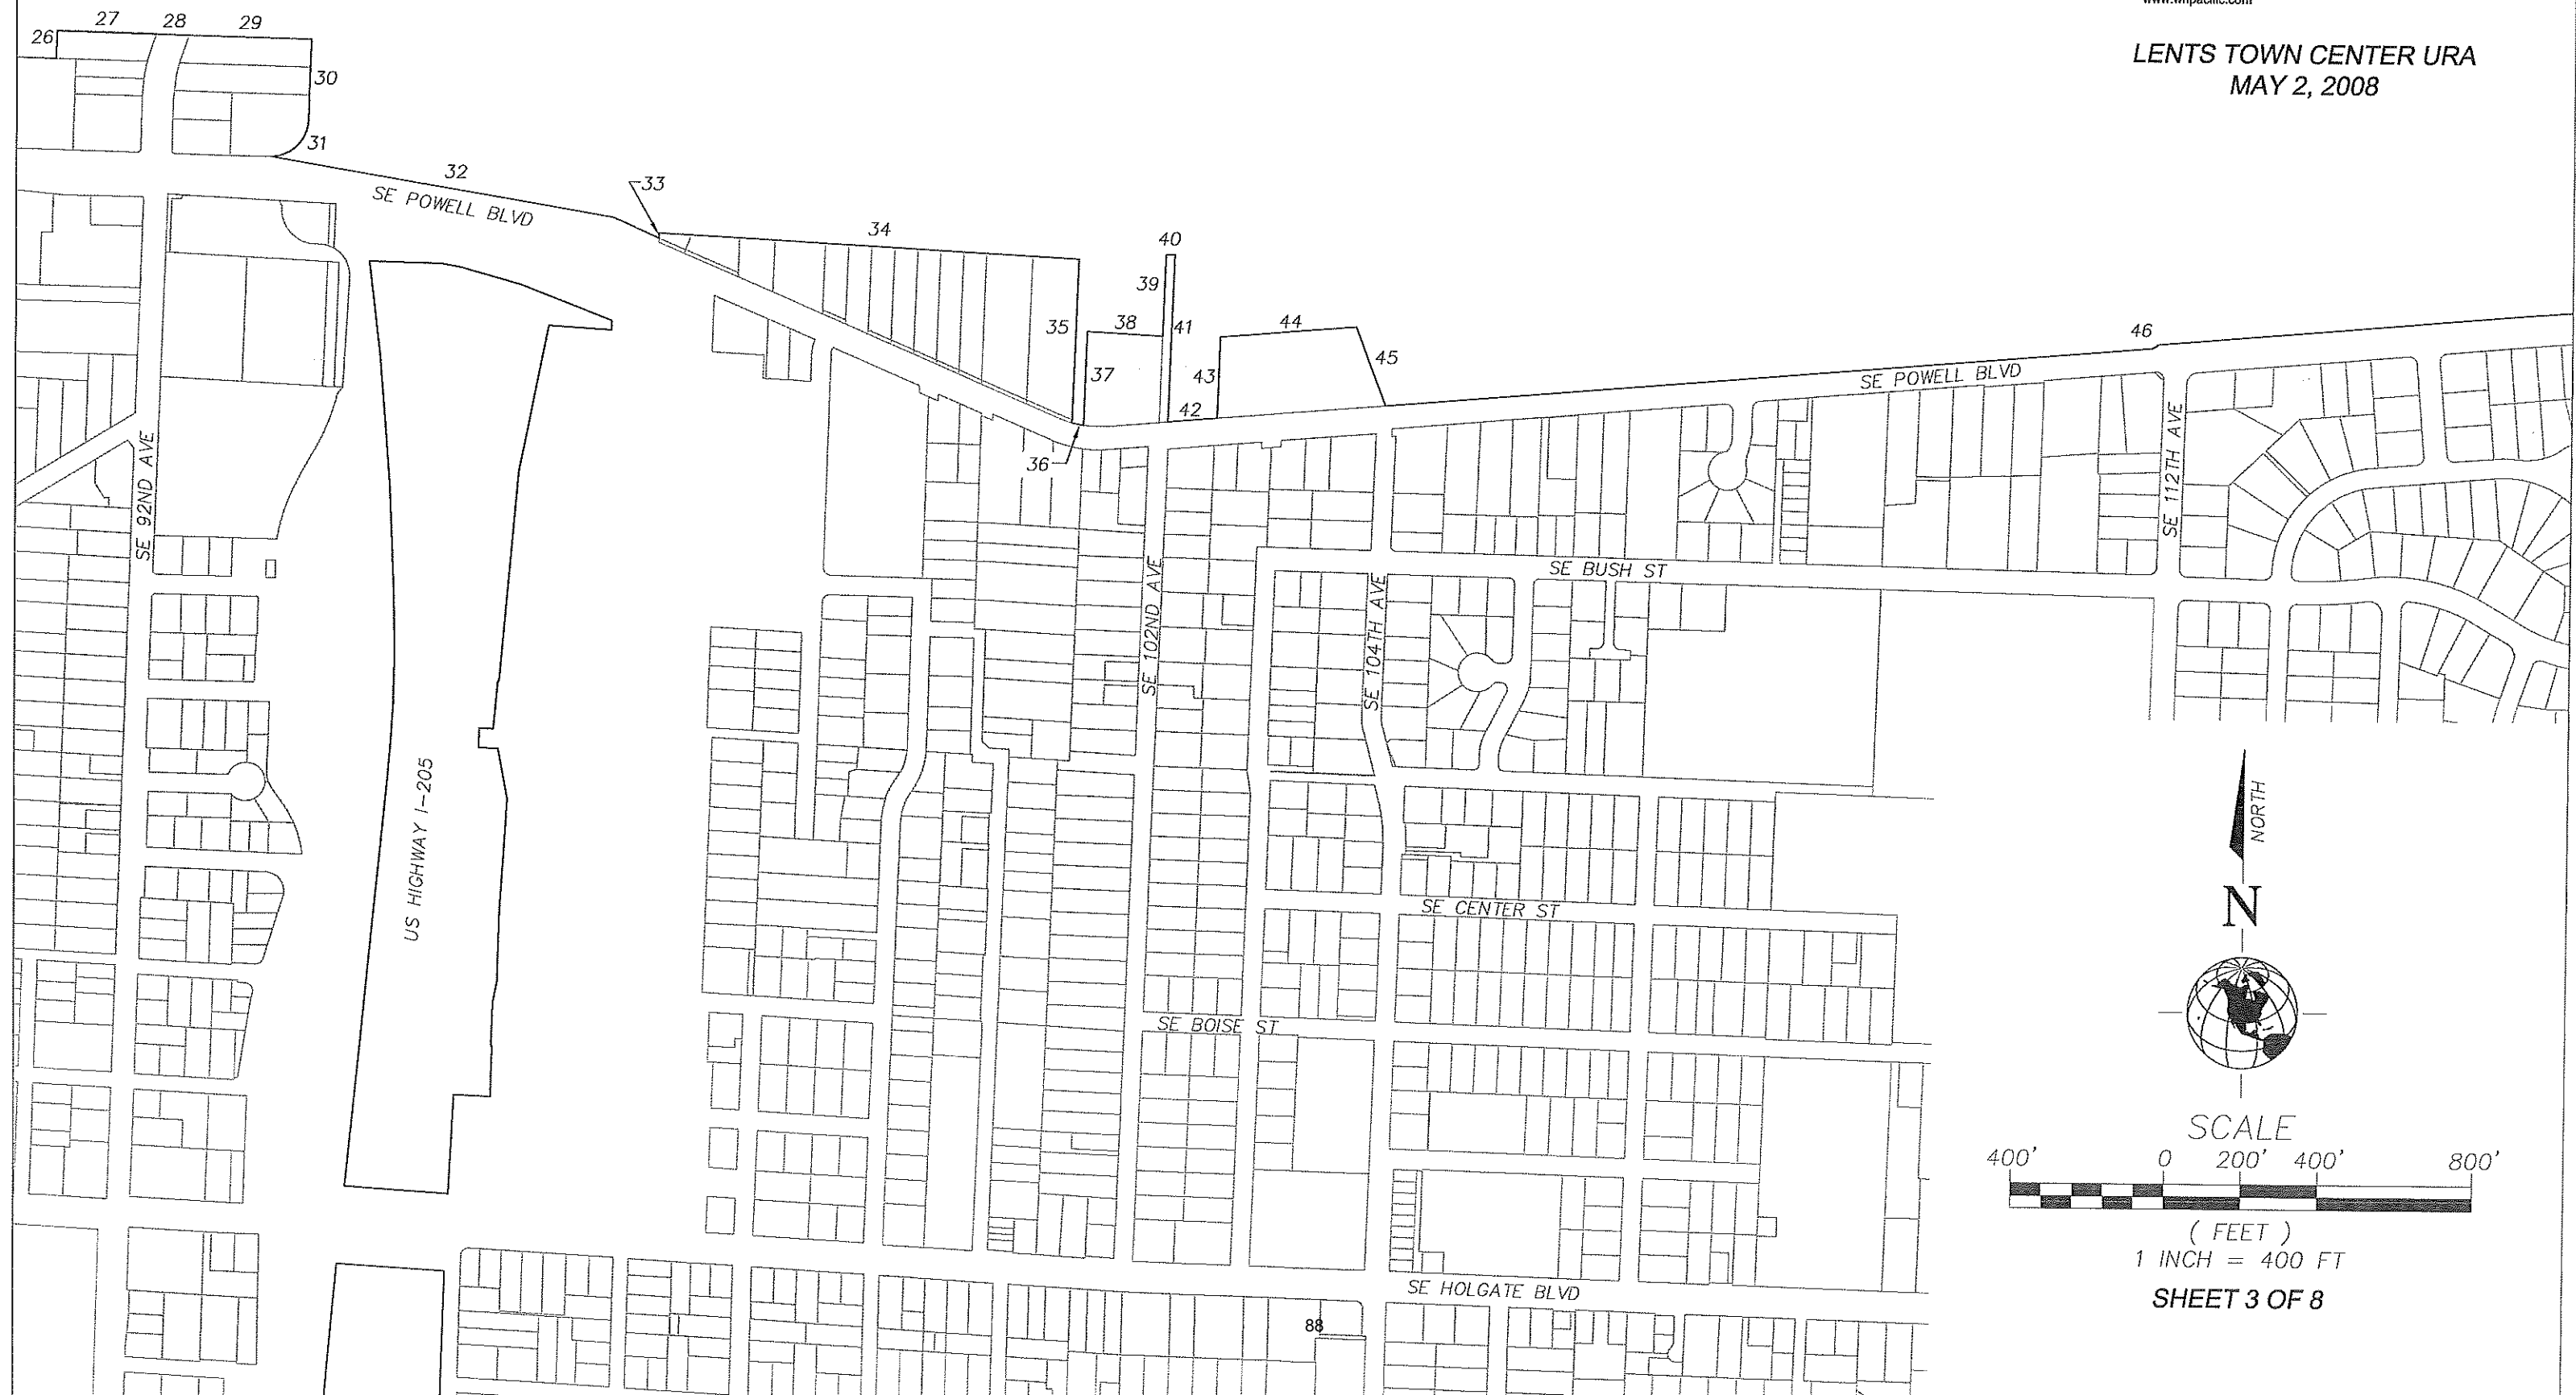 www.whpacific.com
LENTS TOWN CENTER URA
MAY 2, 2008
26
27
28
29
30
31
32
33
34
35
36
37
38
39
40
41
42
43
44
45
46
SE POWELL BLVD
SE POWELL BLVD
SE 92ND AVE
US HIGHWAY I-205
SE 102ND AVE
SE 104TH AVE
SE BUSH ST
SE 112TH AVE
SE CENTER ST
SE BOISE ST
SE HOLGATE BLVD
88
NORTH
N
SCALE
400' 0 200' 400' 800'
( FEET )
1 INCH = 400 FT
SHEET 3 OF 8